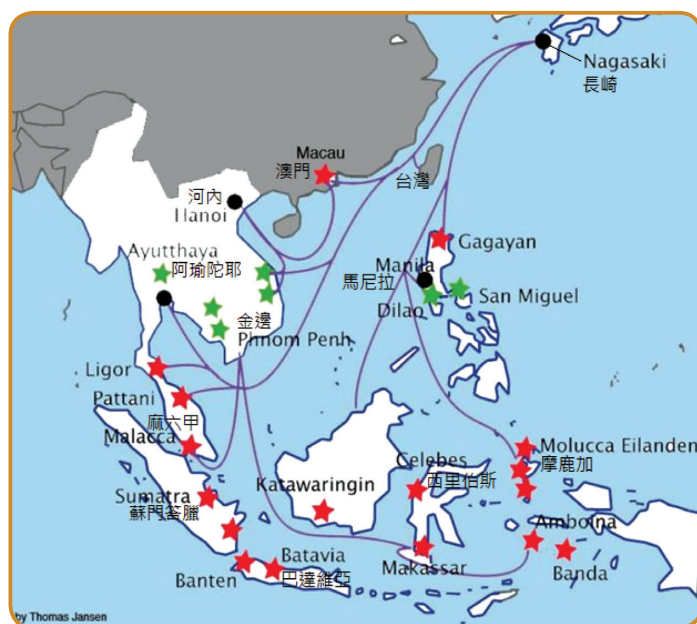 Nagasaki
長崎
Macau
澳門
台灣
河內
Hanoi
Ayutthaya
阿瑜陀耶
Gagayan
Manila
馬尼拉
Dilao
San Miguel
金邊
Phnom Penh
Ligor
Pattani
麻六甲
Malacca
Sumatra
蘇門答臘
Katawaringin
Celebes
西里伯斯
Molucca Eilanden
摩鹿加
Amboina
Banda
Makassar
Batavia
巴達維亞
Banten
by Thomas Jansen